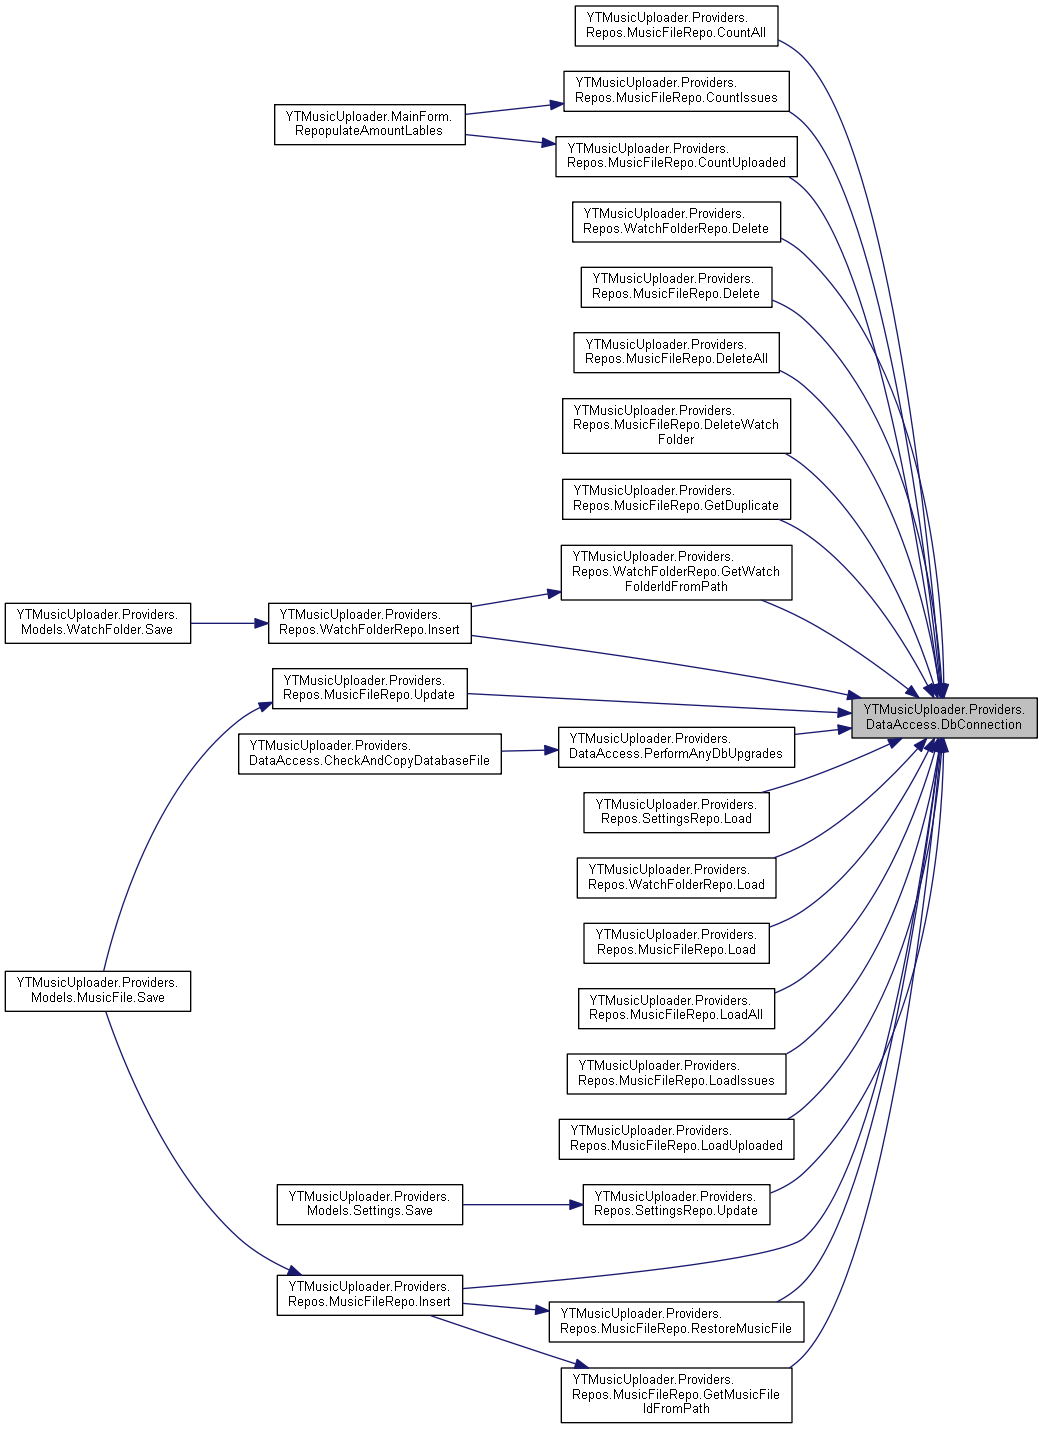 YTMusicUploader.Providers.
Repos.MusicFileRepo.CountAll
YTMusicUploader.Providers.
Repos.MusicFileRepo.CountIssues
YTMusicUploader.MainForm.
RepopulateAmountLables
YTMusicUploader.Providers.
Repos.MusicFileRepo.CountUploaded
YTMusicUploader.Providers.
Repos.WatchFolderRepo.Delete
YTMusicUploader.Providers.
Repos.MusicFileRepo.Delete
YTMusicUploader.Providers.
Repos.MusicFileRepo.DeleteAll
YTMusicUploader.Providers.
Repos.MusicFileRepo.DeleteWatch
Folder
YTMusicUploader.Providers.
Repos.MusicFileRepo.GetDuplicate
YTMusicUploader.Providers.
Repos.WatchFolderRepo.GetWatch
FolderIdFromPath
YTMusicUploader.Providers.
Models.WatchFolder.Save
YTMusicUploader.Providers.
Repos.WatchFolderRepo.Insert
YTMusicUploader.Providers.
Repos.MusicFileRepo.Update
YTMusicUploader.Providers.
DataAccess.DbConnection
YTMusicUploader.Providers.
DataAccess.CheckAndCopyDatabaseFile
YTMusicUploader.Providers.
DataAccess.PerformAnyDbUpgrades
YTMusicUploader.Providers.
Repos.SettingsRepo.Load
YTMusicUploader.Providers.
Repos.WatchFolderRepo.Load
YTMusicUploader.Providers.
Repos.MusicFileRepo.Load
YTMusicUploader.Providers.
Models.MusicFile.Save
YTMusicUploader.Providers.
Repos.MusicFileRepo.LoadAll
YTMusicUploader.Providers.
Repos.MusicFileRepo.LoadIssues
YTMusicUploader.Providers.
Repos.MusicFileRepo.LoadUploaded
YTMusicUploader.Providers.
Models.Settings.Save
YTMusicUploader.Providers.
Repos.SettingsRepo.Update
YTMusicUploader.Providers.
Repos.MusicFileRepo.Insert
YTMusicUploader.Providers.
Repos.MusicFileRepo.RestoreMusicFile
YTMusicUploader.Providers.
Repos.MusicFileRepo.GetMusicFile
IdFromPath